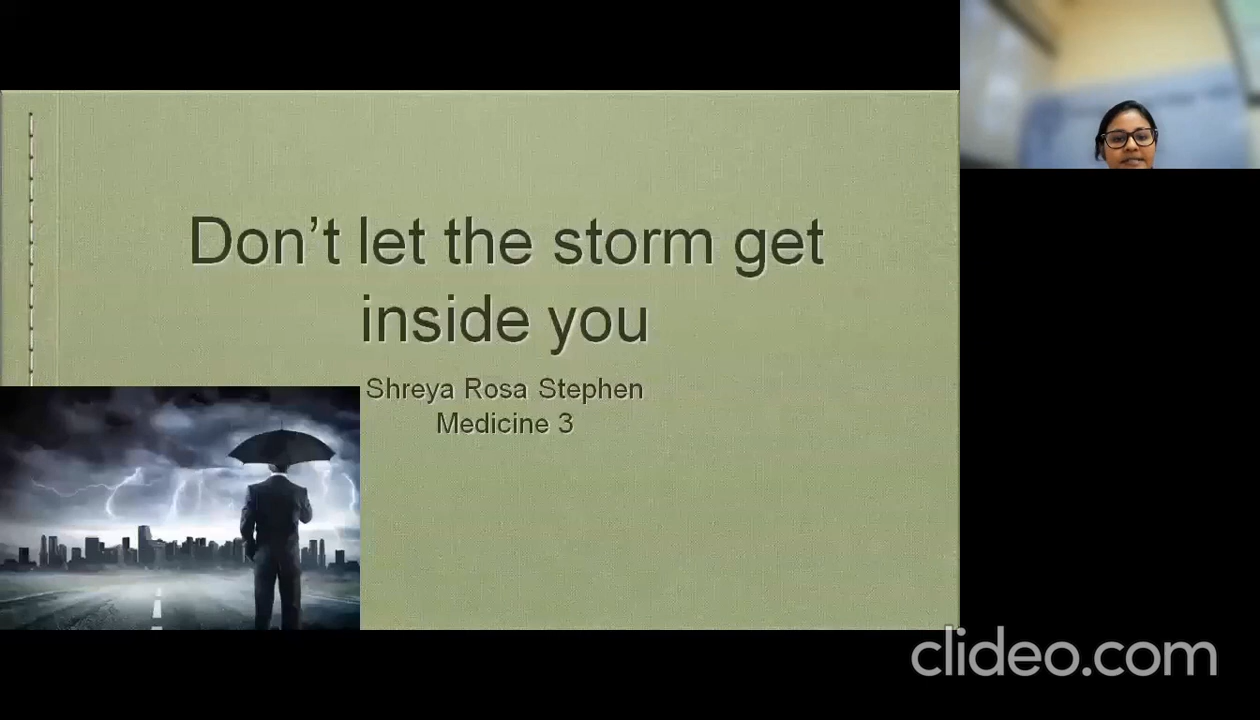 Don’t let the storm get
inside you
Shreya Rosa Stephen
Medicine 3
clideo.com